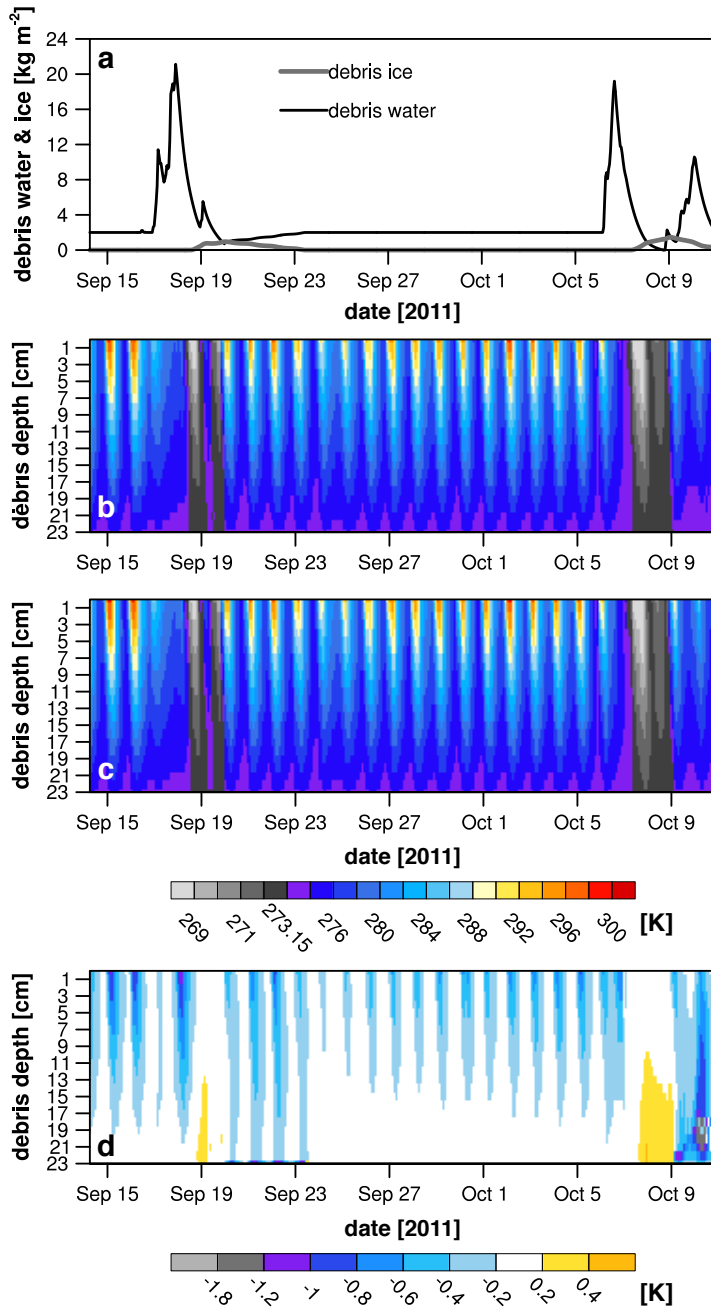 a
debris water & ice [kg m-2]
24
20
16
12
8
4
0
debris ice
debris water
Sep 15 Sep 19 Sep 23 Sep 27 Oct 1 Oct 5 Oct 9
date [2011]
b
debris depth [cm]
1
3
5
7
9
11
13
15
17
19
21
23
Sep 15 Sep 19 Sep 23 Sep 27 Oct 1 Oct 5 Oct 9
date [2011]
c
debris depth [cm]
1
3
5
7
9
11
13
15
17
19
21
23
Sep 15 Sep 19 Sep 23 Sep 27 Oct 1 Oct 5 Oct 9
date [2011]
269 271 273.15 276 280 284 288 292 296 300 [K]
d
debris depth [cm]
1
3
5
7
9
11
13
15
17
19
21
23
Sep 15 Sep 19 Sep 23 Sep 27 Oct 1 Oct 5 Oct 9
date [2011]
-1.8 -1.2 -1 -0.8 -0.6 -0.4 -0.2 0.2 0.4 [K]